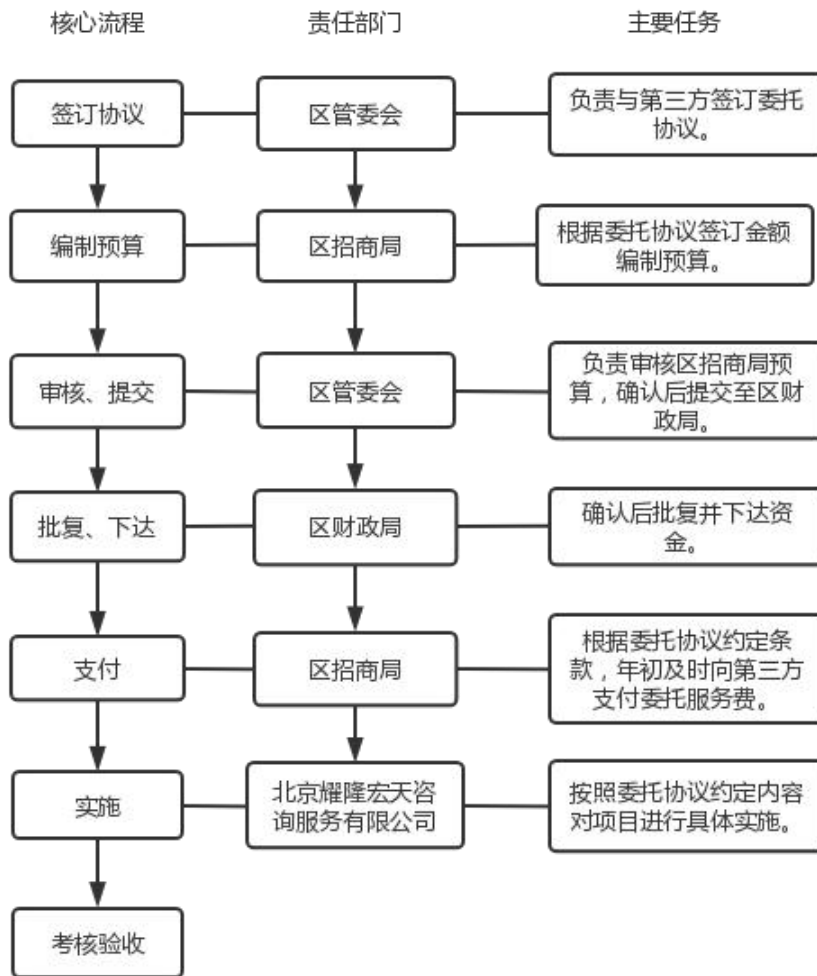 核心流程
责任部门
主要任务
签订协议
区管委会
负责与第三方签订委托
协议。
编制预算
区招商局
根据委托协议签订金额
编制预算。
审核、提交
区管委会
负责审核区招商局预
算，确认后提交至区财
政局。
批复、下达
区财政局
确认后批复并下达资
金。
支付
区招商局
根据委托协议约定条
款，年初及时向第三方
支付委托服务费。
实施
北京耀隆宏天咨
询服务有限公司
按照委托协议约定内容
对项目进行具体实施。
考核验收